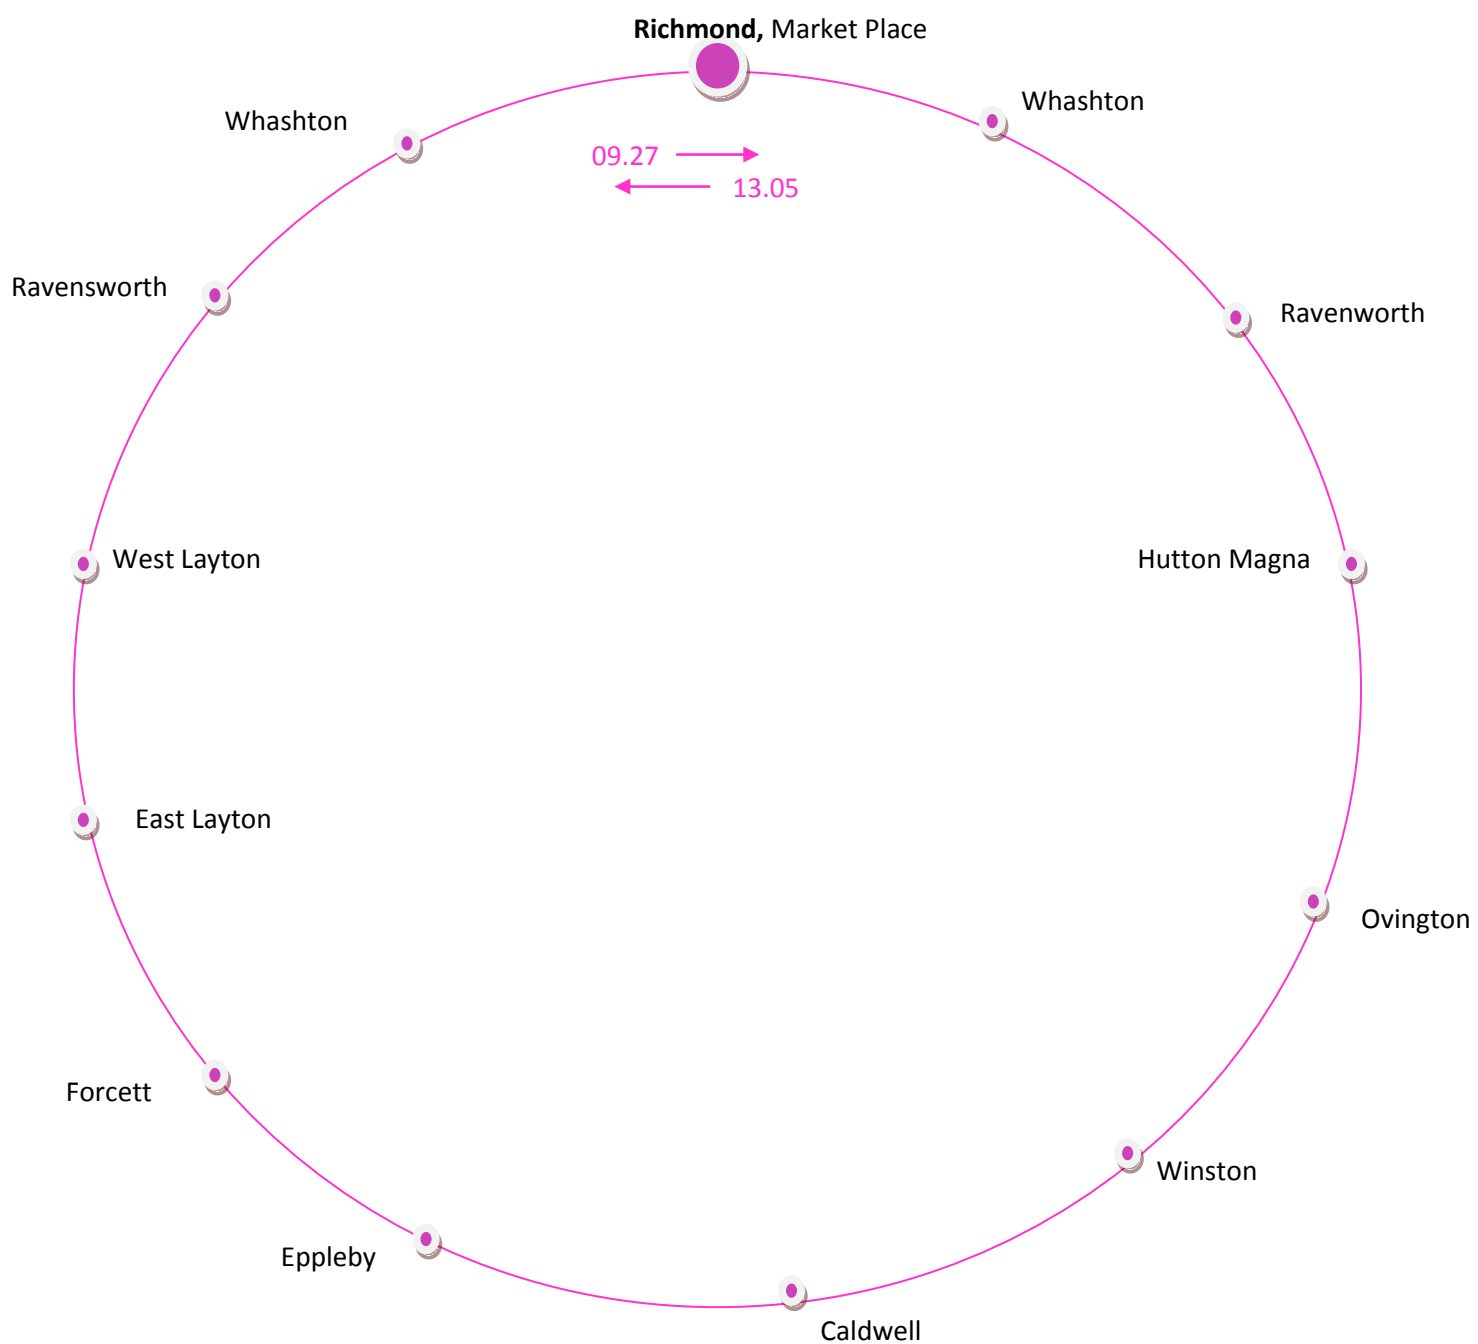 Richmond, Market Place
Whashton
Whashton
09.27
13.05
Ravensworth
Ravenworth
West Layton
Hutton Magna
East Layton
Ovington
Forcett
Winston
Eppleby
Caldwell